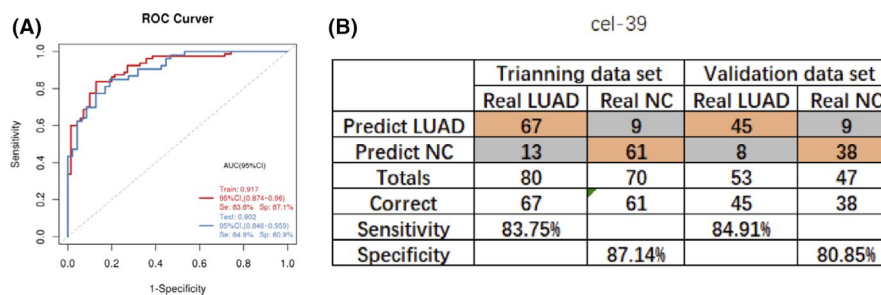 (A)
ROC Curver
Sensitivity
1.0
0.8
0.6
0.4
0.2
0.0
AUC(95%CI)
Train: 0.917
95%CI,(0.874~0.96)
Se: 83.8% Sp: 87.1%
Test: 0.902
95%CI,(0.846~0.959)
Se: 84.9% Sp: 80.9%
0.0 0.2 0.4 0.6 0.8 1.0
1-Specificity
(B)
cel-39
Trianning data set Validation data set
Real LUAD Real NC Real LUAD Real NC
Predict LUAD 67 9 45 9
Predict NC 13 61 8 38
Totals 80 70 53 47
Correct 67 61 45 38
Sensitivity 83.75% 84.91%
Specificity 87.14% 80.85%